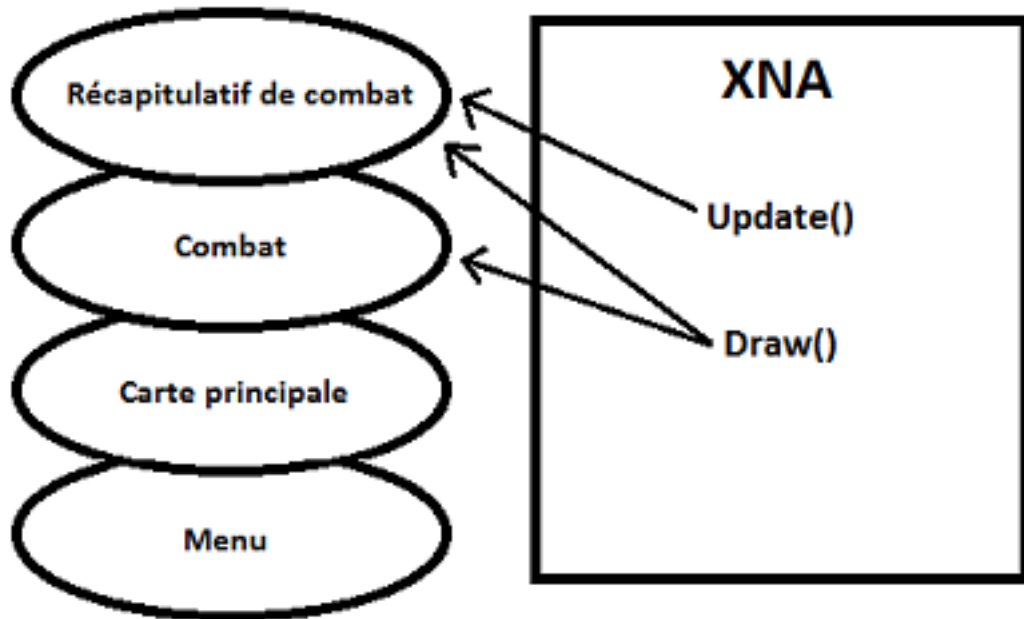 Récapitulatif de combat
Combat
Carte principale
Menu
XNA
Update()
Draw()